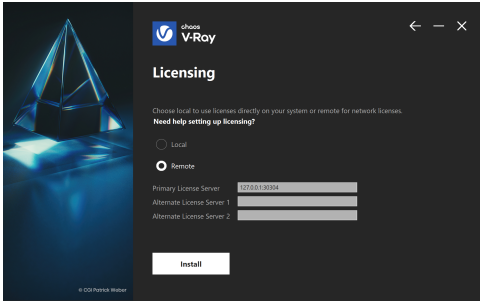 chaos
V-Ray
Licensing
Choose local to use licenses directly on your system or remote for network licenses.
Need help setting up licensing?
Local
Remote
Primary License Server 127.0.0.1:30304
Alternate License Server 1
Alternate License Server 2
Install
© CGI Patrick Weber